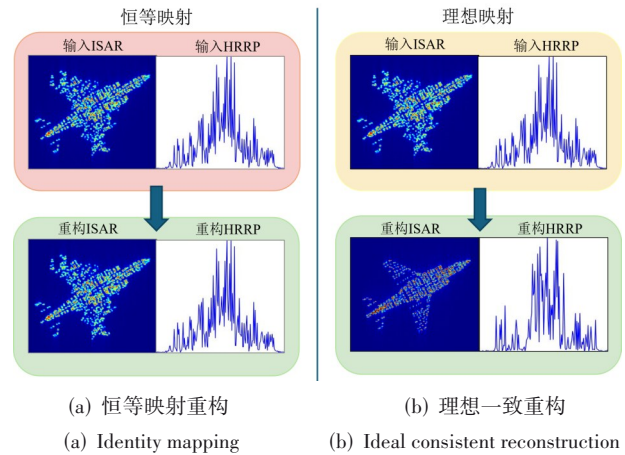 恒等映射
输入ISAR 输入HRRP
重构ISAR 重构HRRP
(a) 恒等映射重构
(a) Identity mapping
理想映射
输入ISAR 输入HRRP
重构ISAR 重构HRRP
(b) 理想一致重构
(b) Ideal consistent reconstruction